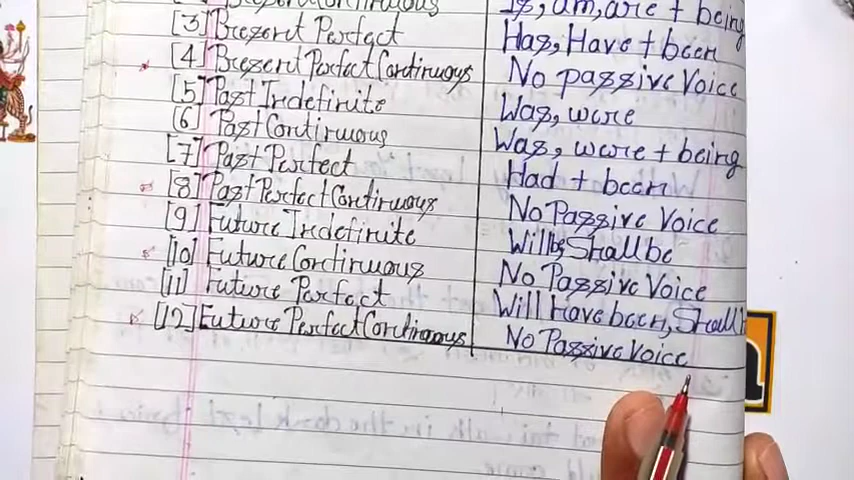 Is, am, are + being
[3] Present Perfect Has, Have + been
[4] Present Perfect Continuous No passive Voice
[5] Past Indefinite Was, were
[6] Past Continuous Was, were + being
[7] Past Perfect Had + been
[8] Past Perfect Continuous No Passive Voice
[9] Future Indefinite Will be, Shall be
[10] Future Continuous No Passive Voice
[11] Future Perfect Will have been, Shall
[12] Future Perfect Continuous No Passive Voice